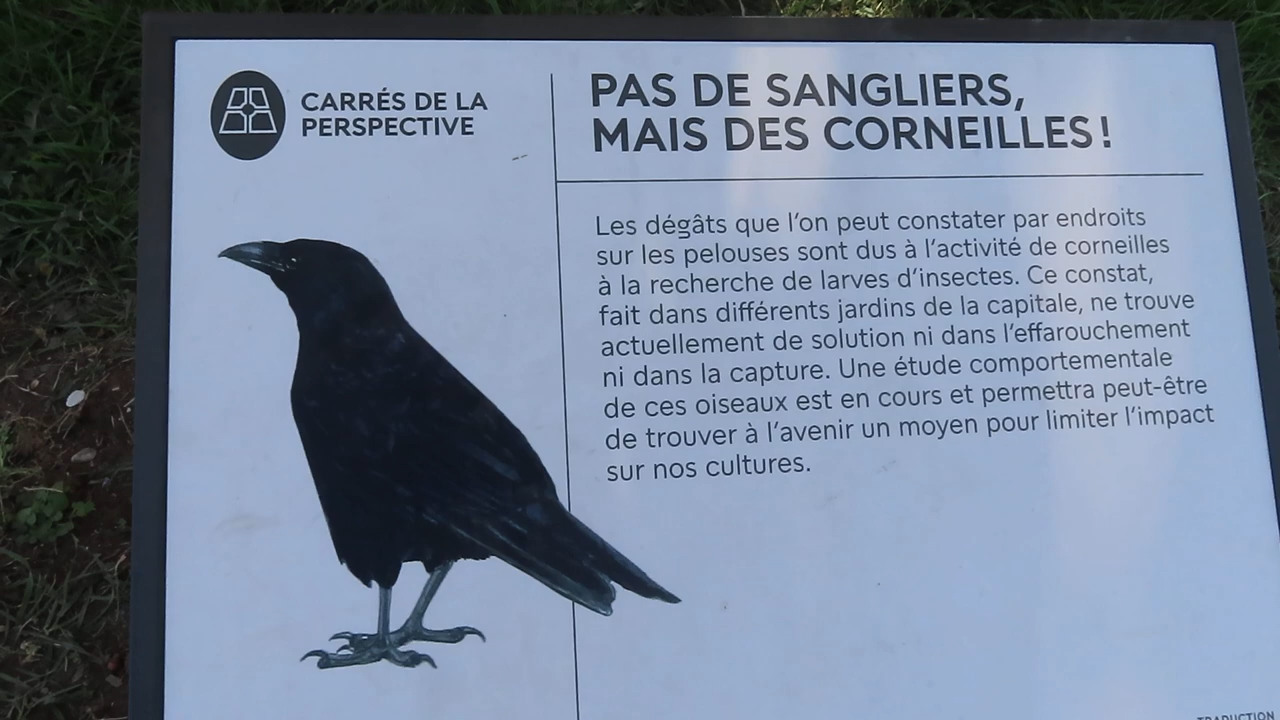 CARRÉS DE LA
PERSPECTIVE
PAS DE SANGLIERS,
MAIS DES CORNEILLES !
Les dégâts que l'on peut constater par endroits
sur les pelouses sont dus à l'activité de corneilles
à la recherche de larves d'insectes. Ce constat,
fait dans différents jardins de la capitale, ne trouve
actuellement de solution ni dans l'effarouchement
ni dans la capture. Une étude comportementale
de ces oiseaux est en cours et permettra peut-être
de trouver à l'avenir un moyen pour limiter l'impact
sur nos cultures.
TRADUCTION